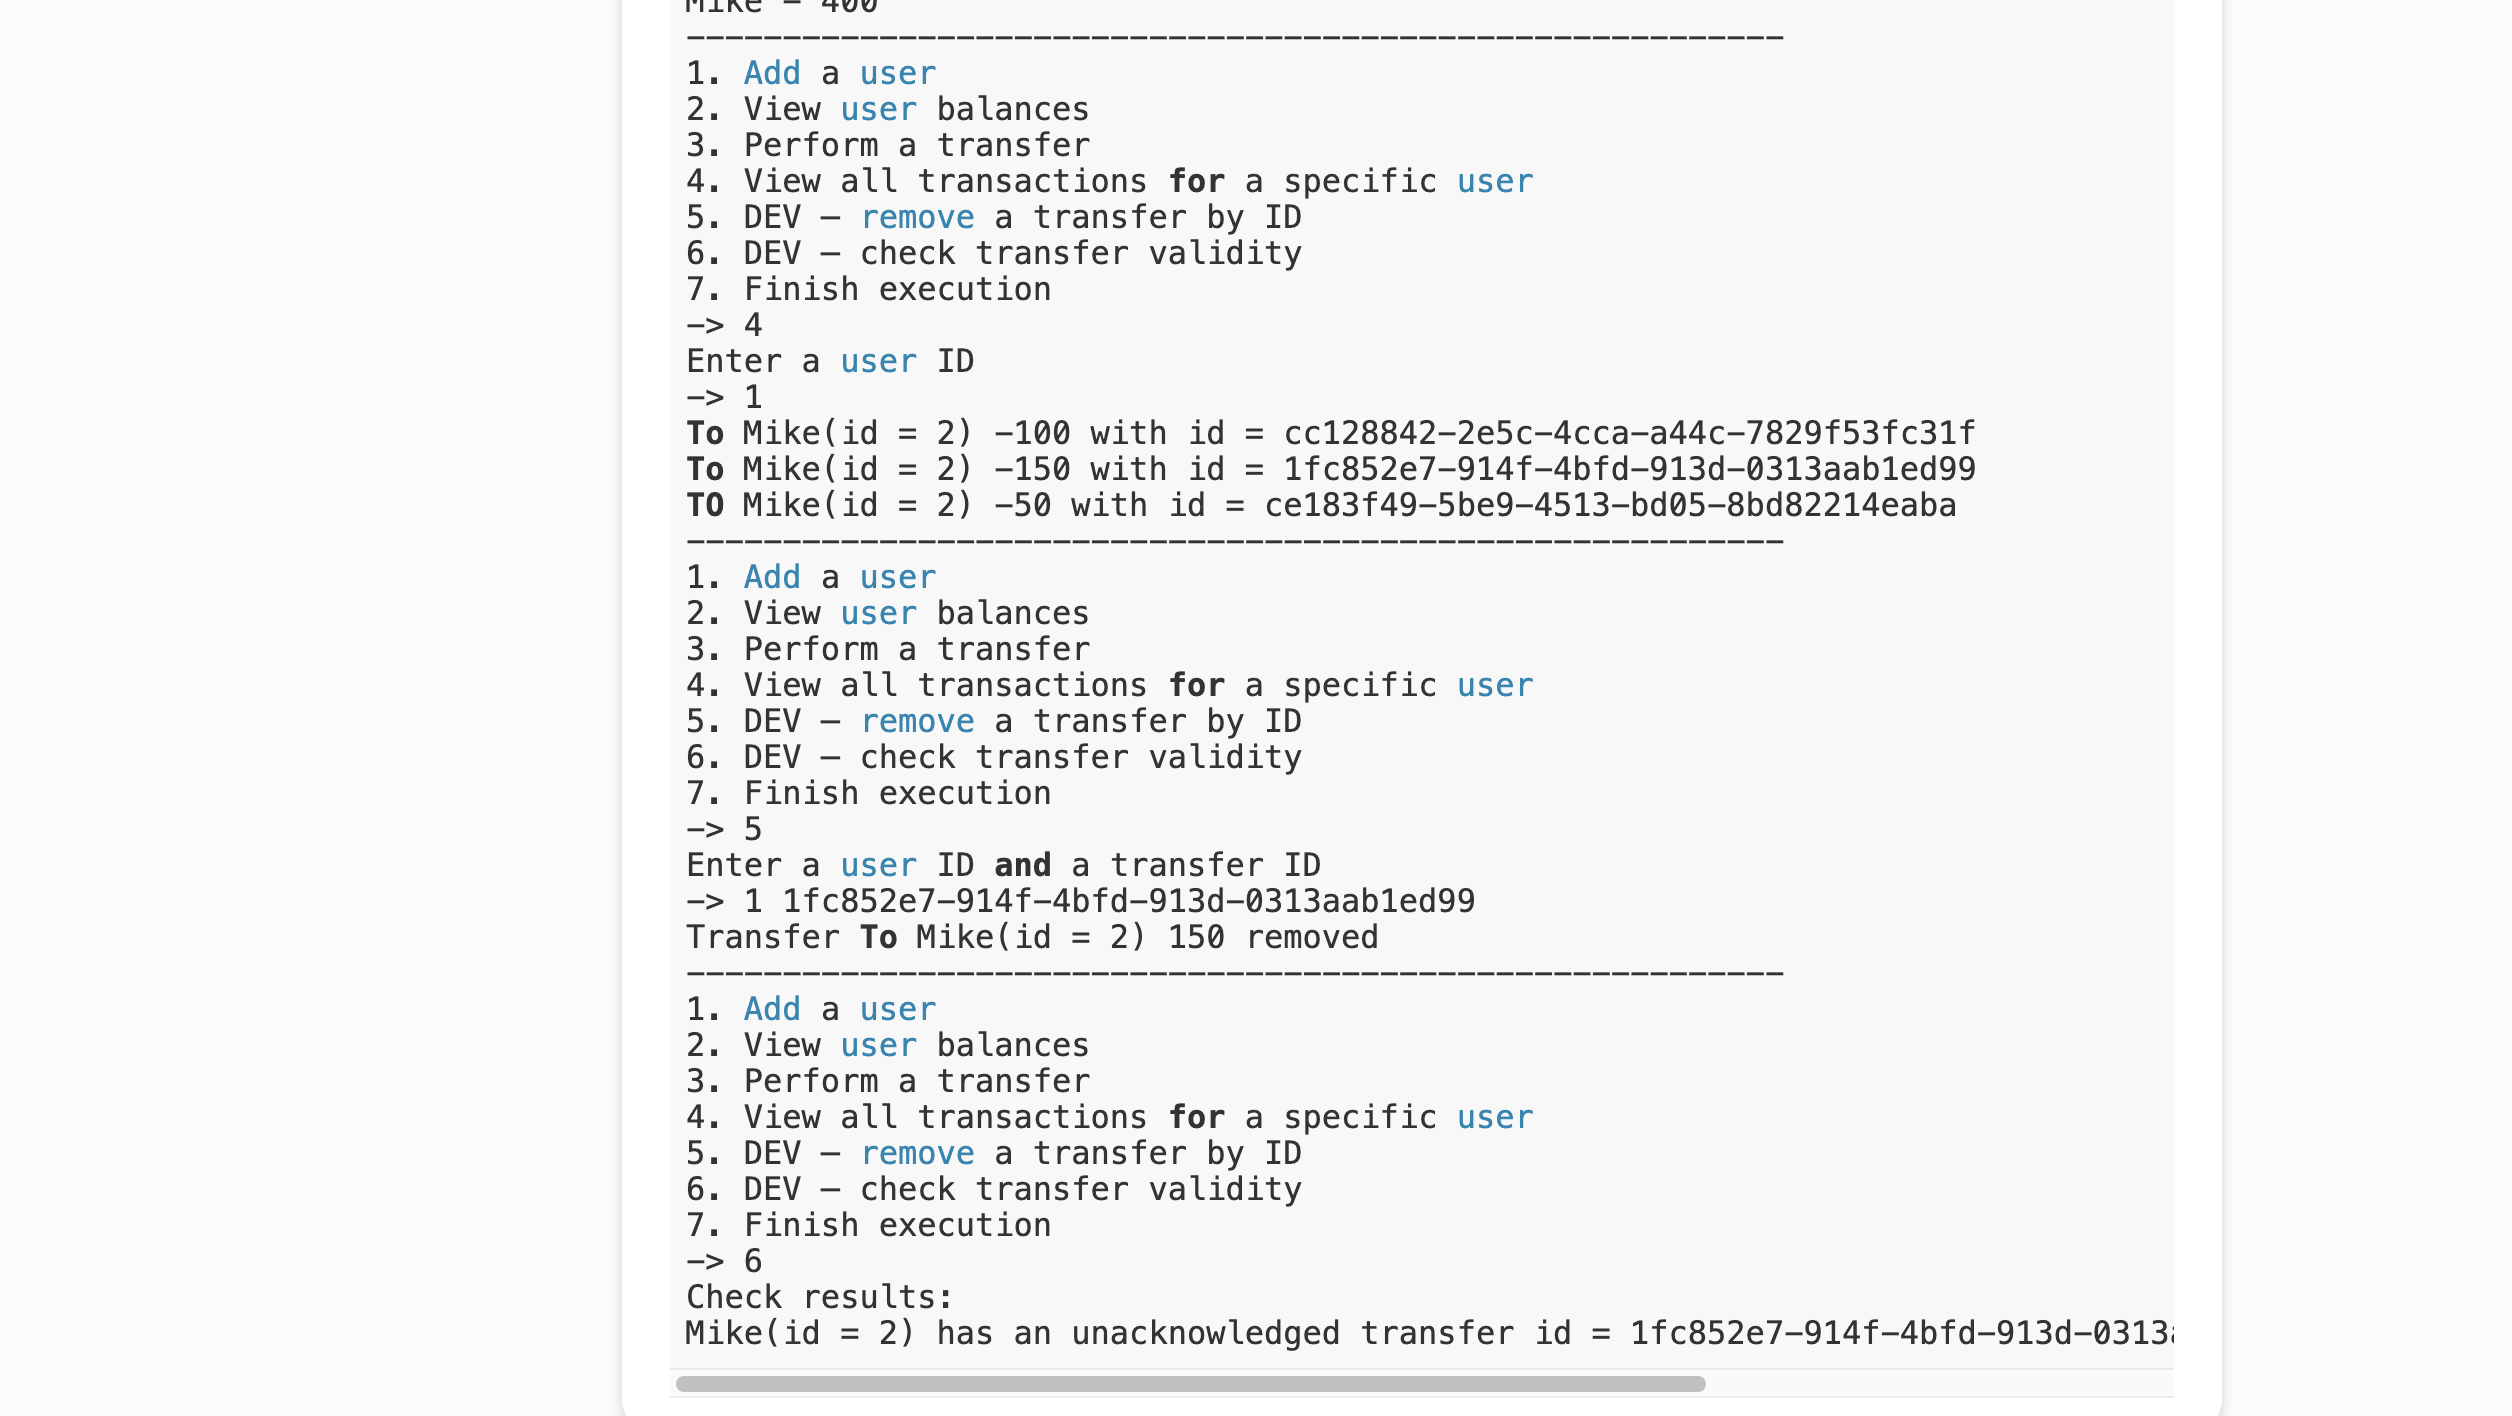 Mike - 400
---------------------------------------------------------
1. Add a user
2. View user balances
3. Perform a transfer
4. View all transactions for a specific user
5. DEV – remove a transfer by ID
6. DEV – check transfer validity
7. Finish execution
-> 4
Enter a user ID
-> 1
To Mike(id = 2) -100 with id = cc128842-2e5c-4cca-a44c-7829f53fc31f
To Mike(id = 2) -150 with id = 1fc852e7-914f-4bfd-913d-0313aab1ed99
TO Mike(id = 2) -50 with id = ce183f49-5be9-4513-bd05-8bd82214eaba
---------------------------------------------------------
1. Add a user
2. View user balances
3. Perform a transfer
4. View all transactions for a specific user
5. DEV – remove a transfer by ID
6. DEV – check transfer validity
7. Finish execution
-> 5
Enter a user ID and a transfer ID
-> 1 1fc852e7-914f-4bfd-913d-0313aab1ed99
Transfer To Mike(id = 2) 150 removed
---------------------------------------------------------
1. Add a user
2. View user balances
3. Perform a transfer
4. View all transactions for a specific user
5. DEV – remove a transfer by ID
6. DEV – check transfer validity
7. Finish execution
-> 6
Check results:
Mike(id = 2) has an unacknowledged transfer id = 1fc852e7-914f-4bfd-913d-0313a